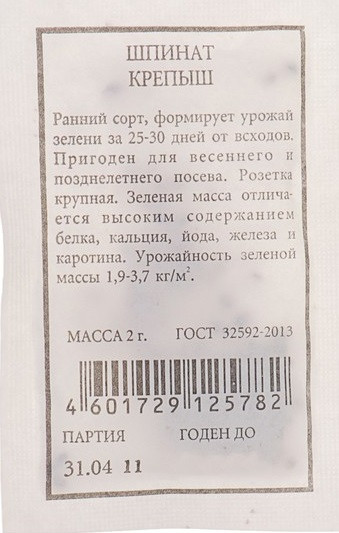 ШПИНАТ
КРЕПЫШ
Ранний сорт, формирует урожай
зелени за 25-30 дней от всходов.
Пригоден для весеннего и
позднелетнего посева. Розетка
крупная. Зеленая масса отлича-
ется высоким содержанием
белка, кальция, йода, железа и
каротина. Урожайность зеленой
массы 1,9-3,7 кг/м².
МАССА 2 г. ГОСТ 32592-2013
4 601729 125782
ПАРТИЯ ГОДЕН ДО
31.04 11